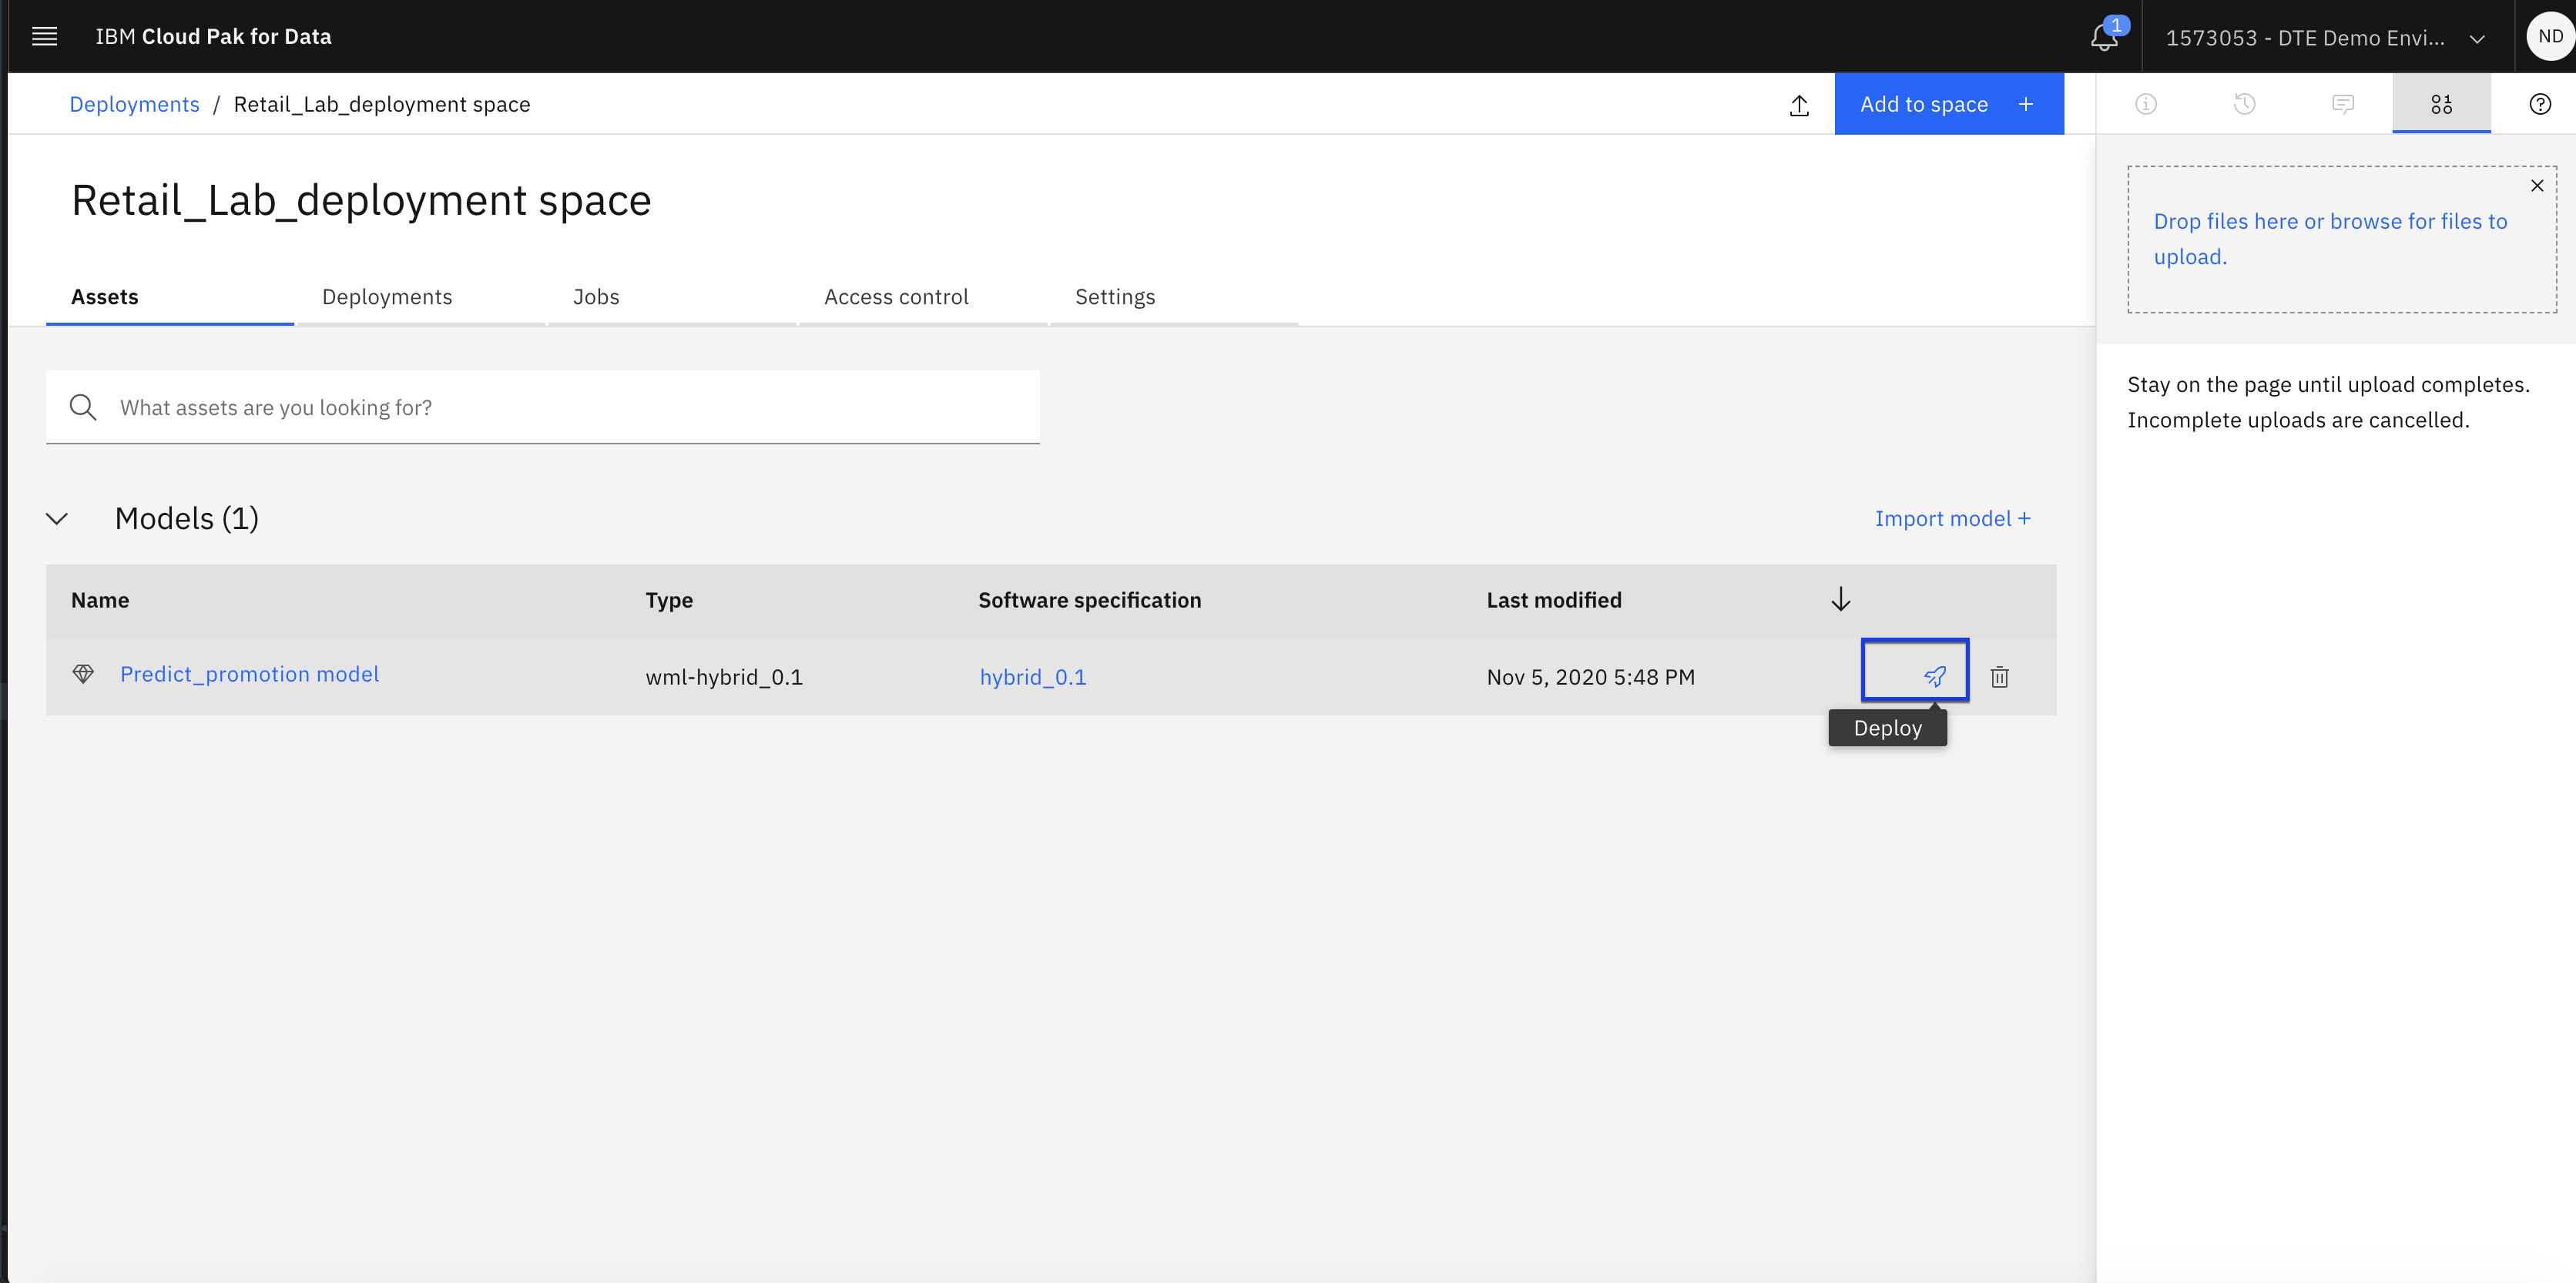 IBM Cloud Pak for Data
1
1573053 - DTE Demo Envi...
ND
Deployments / Retail_Lab_deployment space
Add to space +
Retail_Lab_deployment space
Assets
Deployments
Jobs
Access control
Settings
What assets are you looking for?
Models (1)
Import model +
Name
Type
Software specification
Last modified
Predict_promotion model
wml-hybrid_0.1
hybrid_0.1
Nov 5, 2020 5:48 PM
Deploy
Drop files here or browse for files to
upload.
Stay on the page until upload completes.
Incomplete uploads are cancelled.